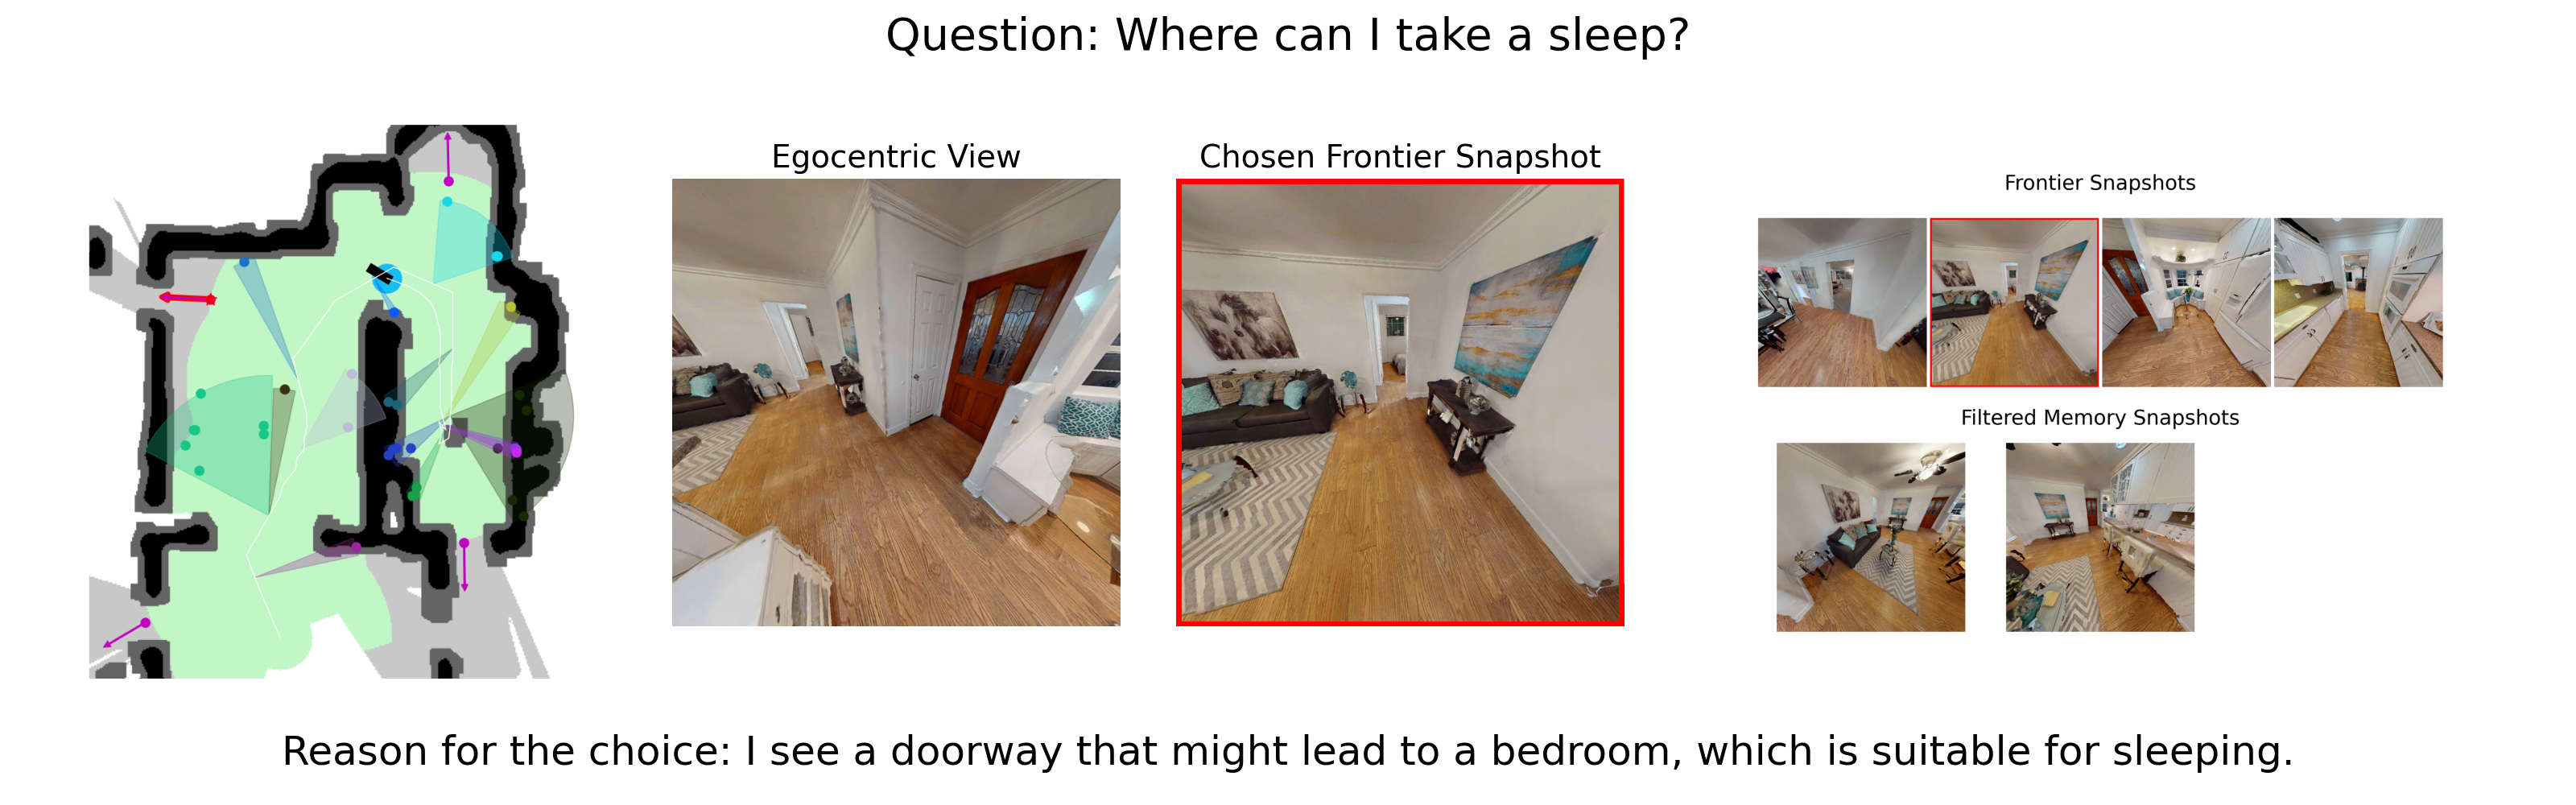 Question: Where can I take a sleep?
Egocentric View
Chosen Frontier Snapshot
Frontier Snapshots
Filtered Memory Snapshots
Reason for the choice: I see a doorway that might lead to a bedroom, which is suitable for sleeping.